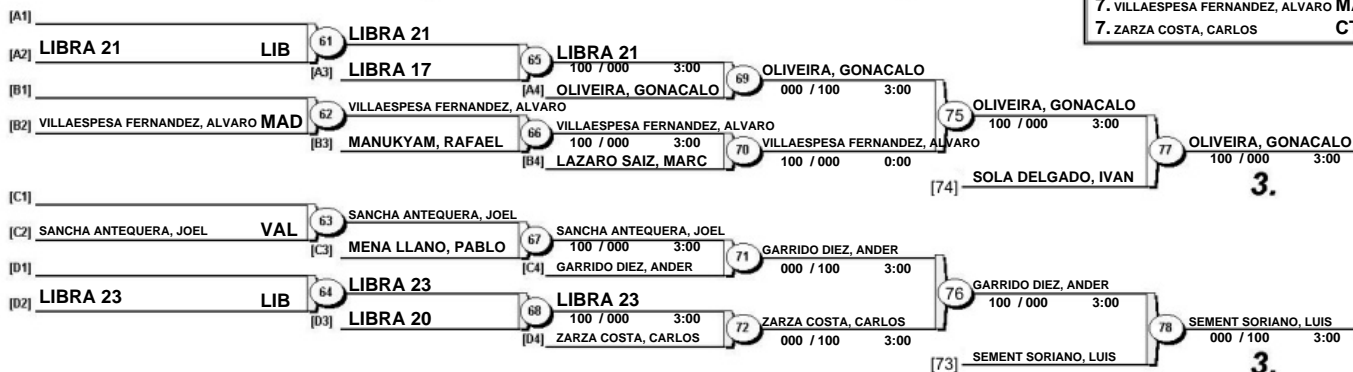 7. VILLAESPESA FERNANDEZ, ALVARO MA
7. ZARZA COSTA, CARLOS CT
[A1]
[A2] LIBRA 21 LIB 61 LIBRA 21
[A3] LIBRA 17 65 LIBRA 21
100 / 000 3:00
[A4] OLIVEIRA, GONACALO 69 OLIVEIRA, GONACALO
000 / 100 3:00
[B1]
[B2] VILLAESPESA FERNANDEZ, ALVARO MAD 62 VILLAESPESA FERNANDEZ, ALVARO
[B3] MANUKYAM, RAFAEL 66 VILLAESPESA FERNANDEZ, ALVARO
100 / 000 3:00
[B4] LAZARO SAIZ, MARC 70 VILLAESPESA FERNANDEZ, ALVARO
100 / 000 0:00
75 OLIVEIRA, GONACALO
100 / 000 3:00
[74] SOLA DELGADO, IVAN 77 OLIVEIRA, GONACALO
100 / 000 3:00
3.
[C1]
[C2] SANCHA ANTEQUERA, JOEL VAL 63 SANCHA ANTEQUERA, JOEL
[C3] MENA LLANO, PABLO 67 SANCHA ANTEQUERA, JOEL
100 / 000 3:00
[C4] GARRIDO DIEZ, ANDER 71 GARRIDO DIEZ, ANDER
000 / 100 3:00
[D1]
[D2] LIBRA 23 LIB 64 LIBRA 23
[D3] LIBRA 20 68 LIBRA 23
100 / 000 3:00
[D4] ZARZA COSTA, CARLOS 72 ZARZA COSTA, CARLOS
000 / 100 3:00
76 GARRIDO DIEZ, ANDER
100 / 000 3:00
[73] SEMENT SORIANO, LUIS 78 SEMENT SORIANO, LUIS
000 / 100 3:00
3.